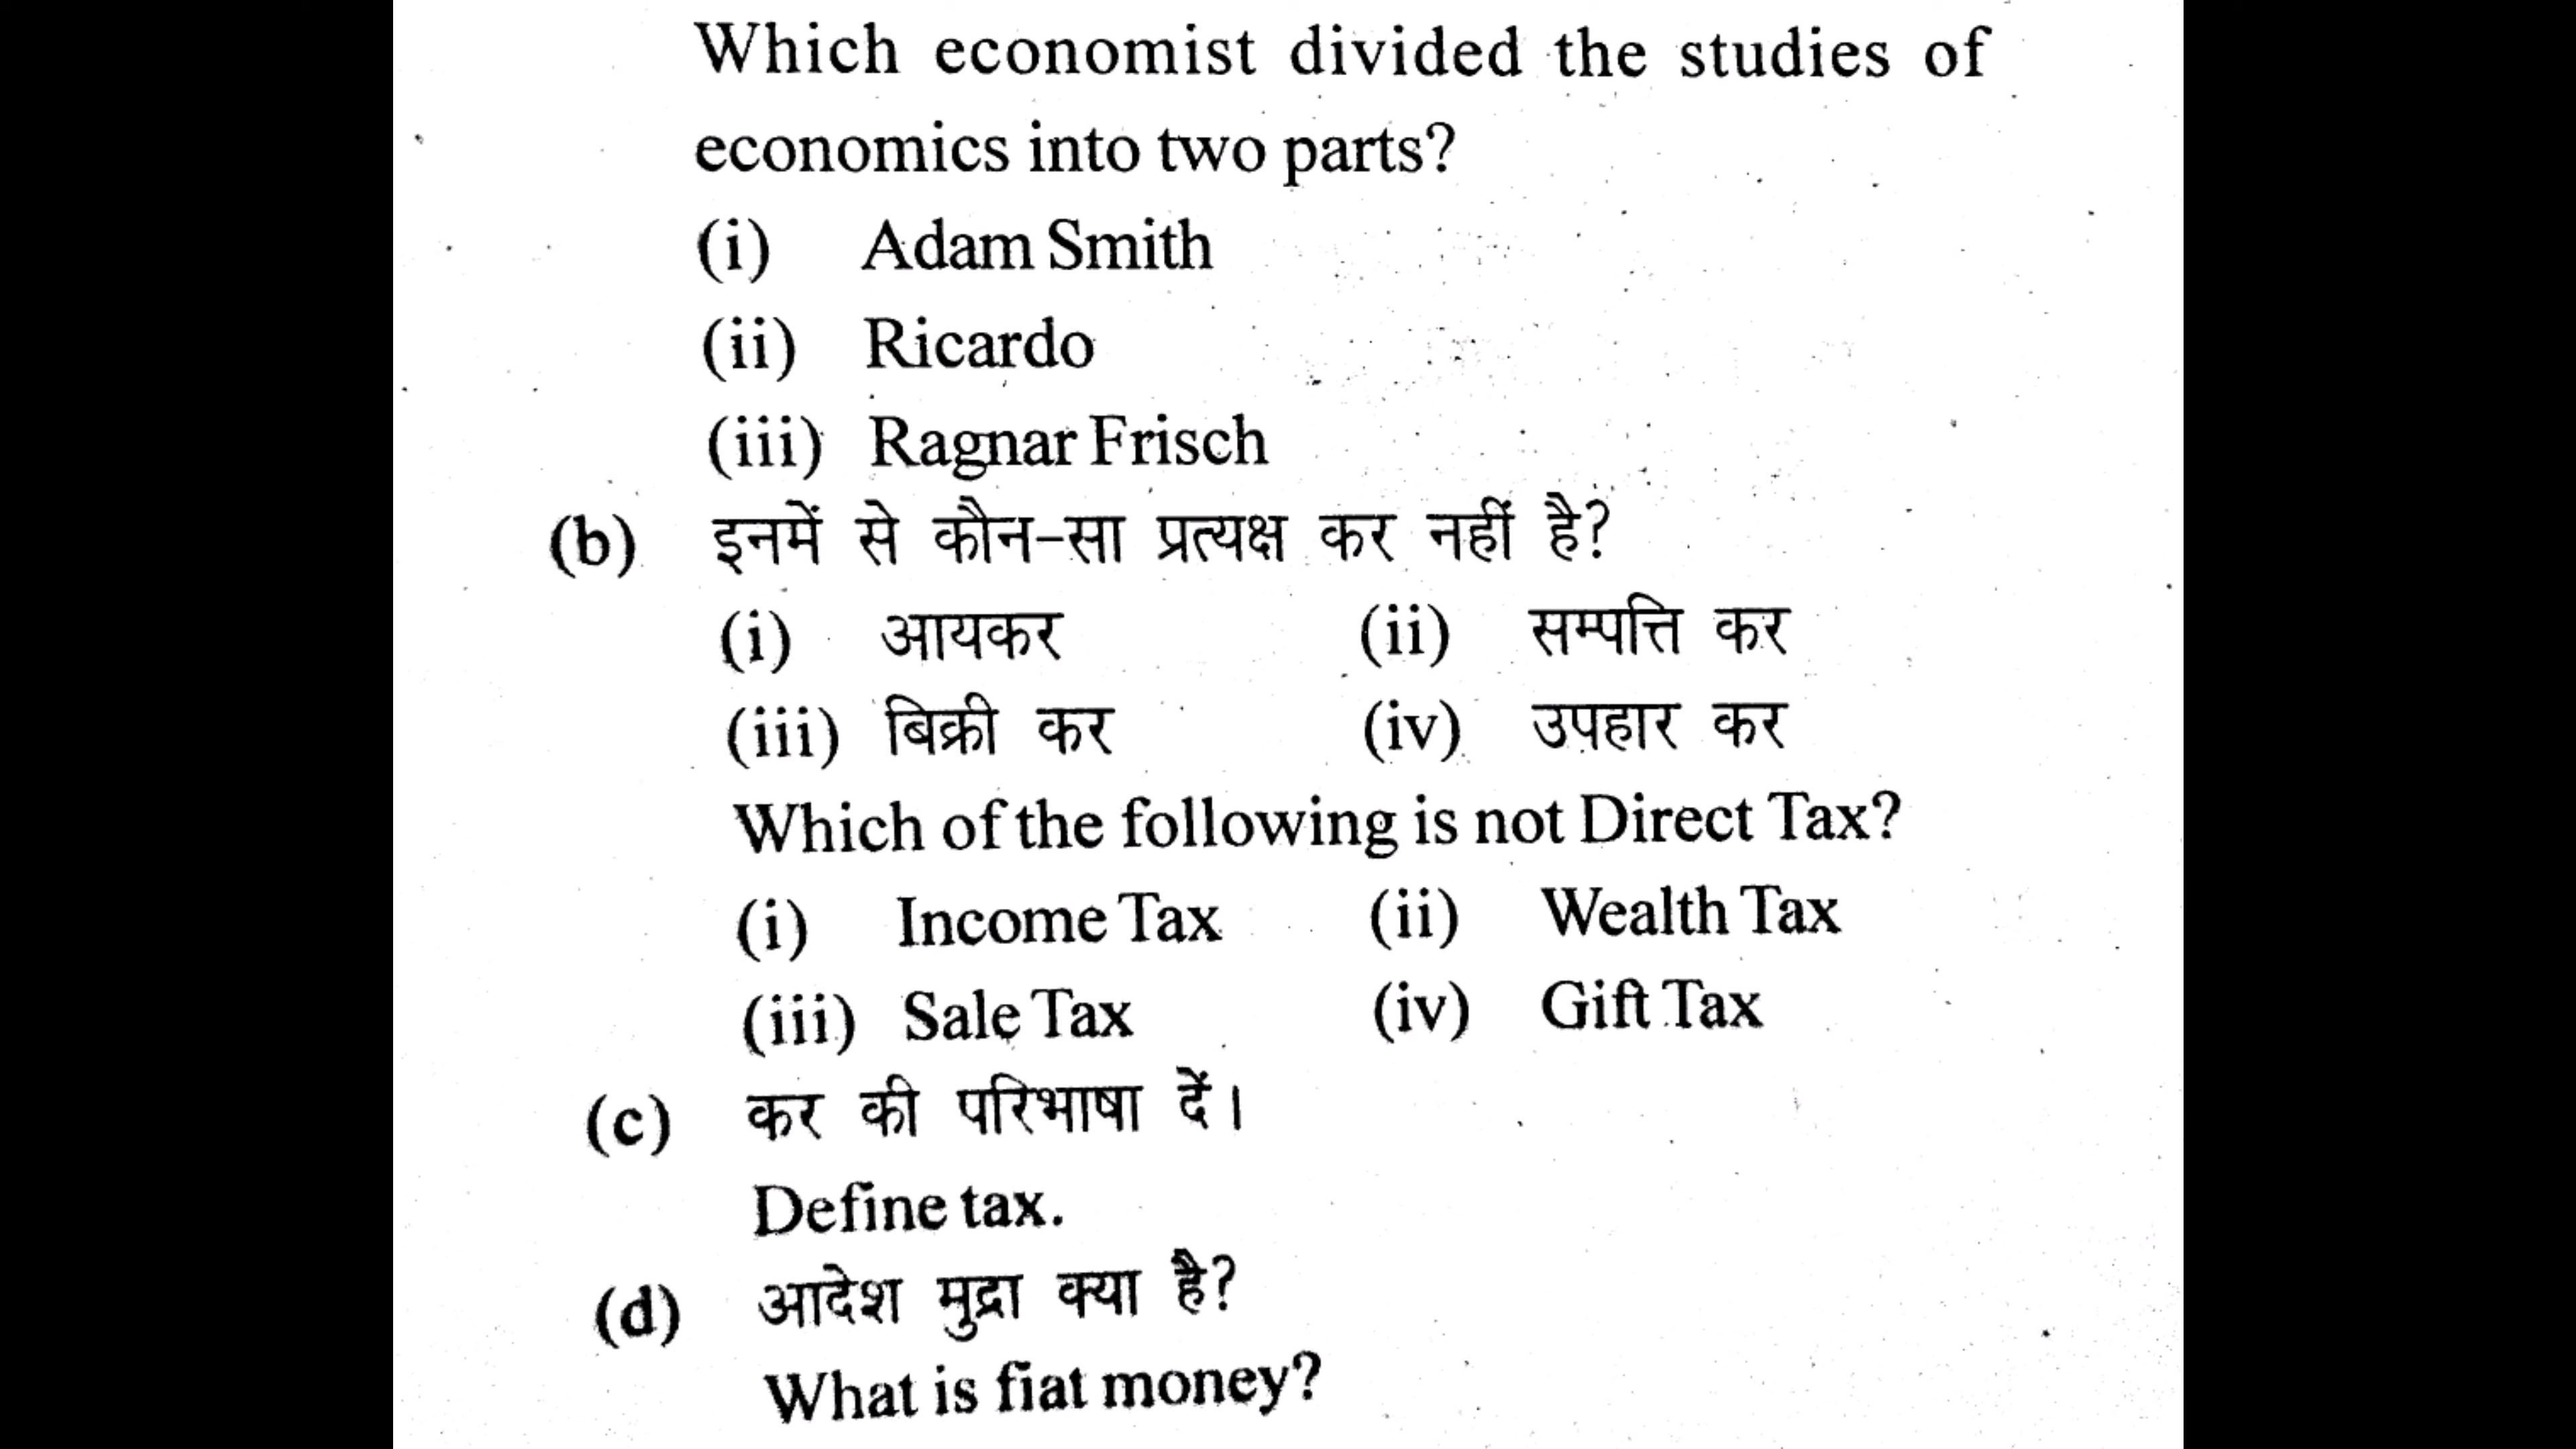 Which economist divided the studies of
economics into two parts?
(i) Adam Smith
(ii) Ricardo
(iii) Ragnar Frisch
(b) इनमें से कौन-सा प्रत्यक्ष कर नहीं है?
(i) आयकर (ii) सम्पत्ति कर
(iii) बिक्री कर (iv) उपहार कर
Which of the following is not Direct Tax?
(i) Income Tax (ii) Wealth Tax
(iii) Sale Tax (iv) Gift Tax
(c) कर की परिभाषा दें।
Define tax.
(d) आदेश मुद्रा क्या है?
What is fiat money?